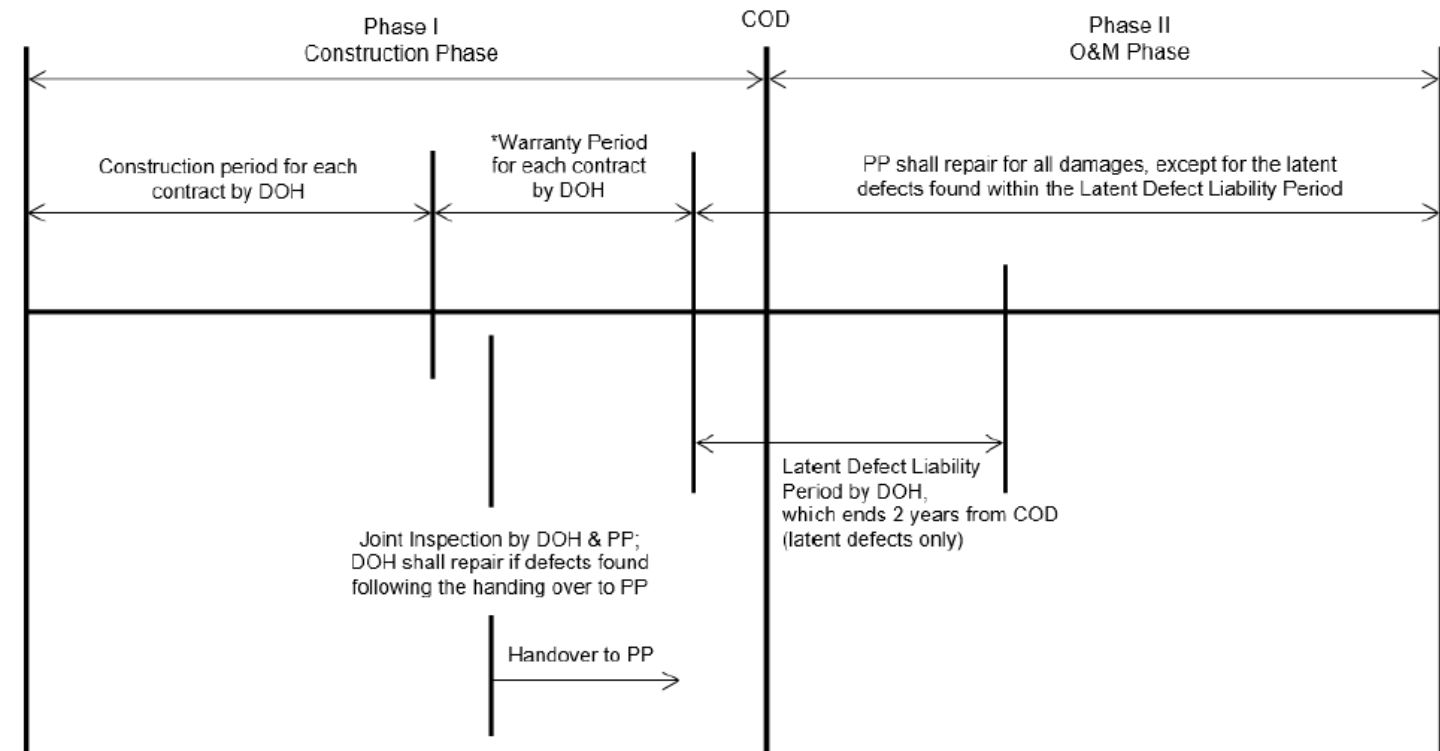 Phase I
Construction Phase
COD
Phase II
O&M Phase
Construction period for each
contract by DOH
*Warranty Period
for each contract
by DOH
PP shall repair for all damages, except for the latent
defects found within the Latent Defect Liability Period
Latent Defect Liability
Period by DOH,
which ends 2 years from COD
(latent defects only)
Joint Inspection by DOH & PP;
DOH shall repair if defects found
following the handing over to PP
Handover to PP